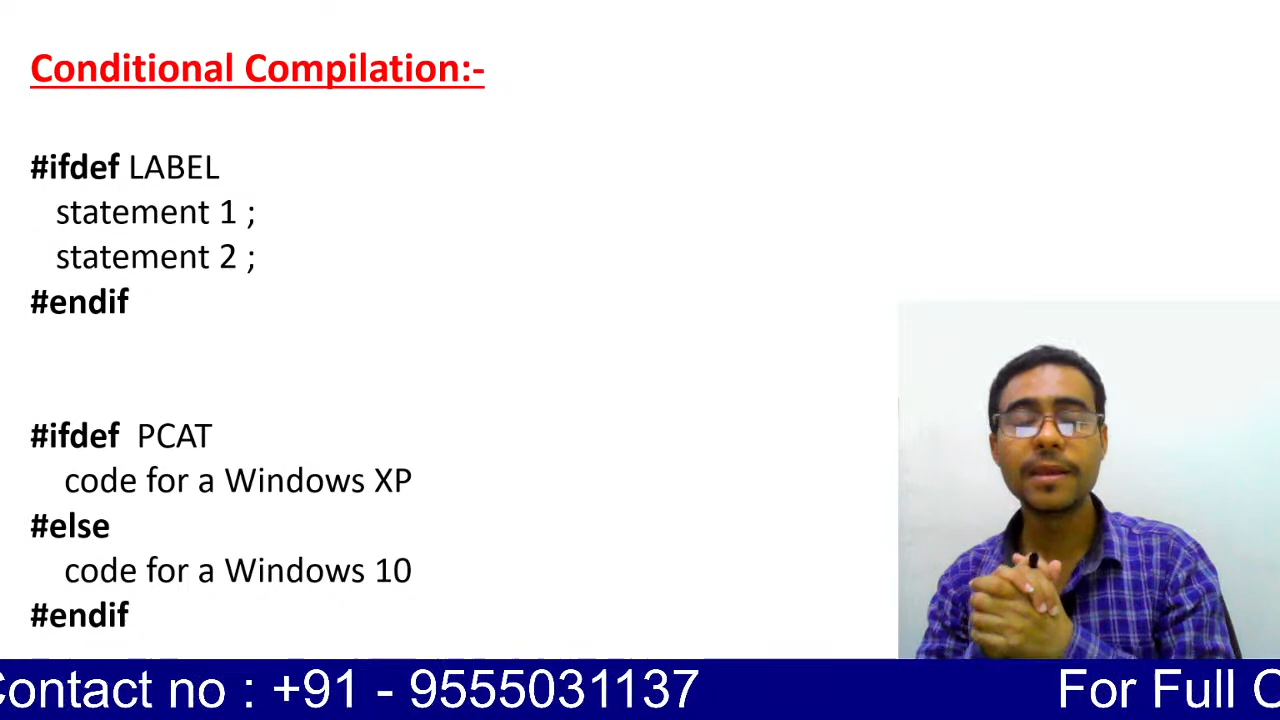 Conditional Compilation:-
#ifdef LABEL
statement 1 ;
statement 2 ;
#endif
#ifdef PCAT
code for a Windows XP
#else
code for a Windows 10
#endif
Contact no : +91 - 9555031137 For Full